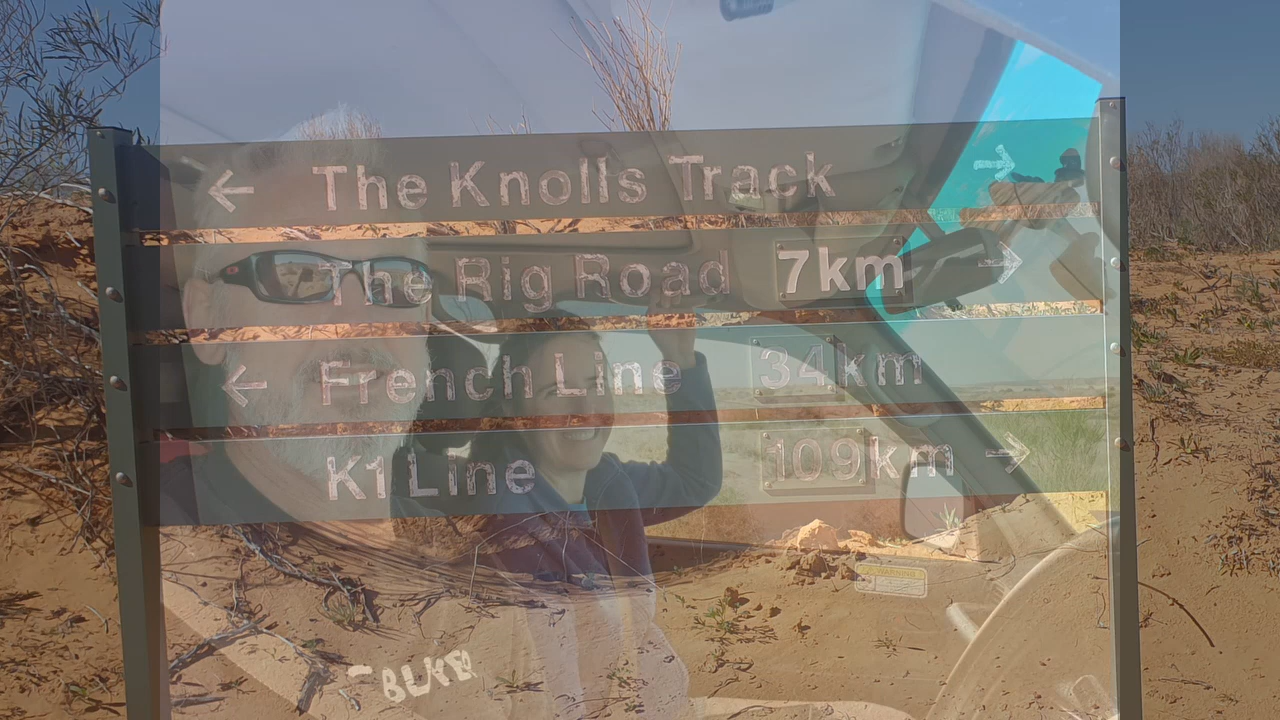 ← The Knolls Track →
The Rig Road 7km →
← French Line 34km
K1 Line 109km →